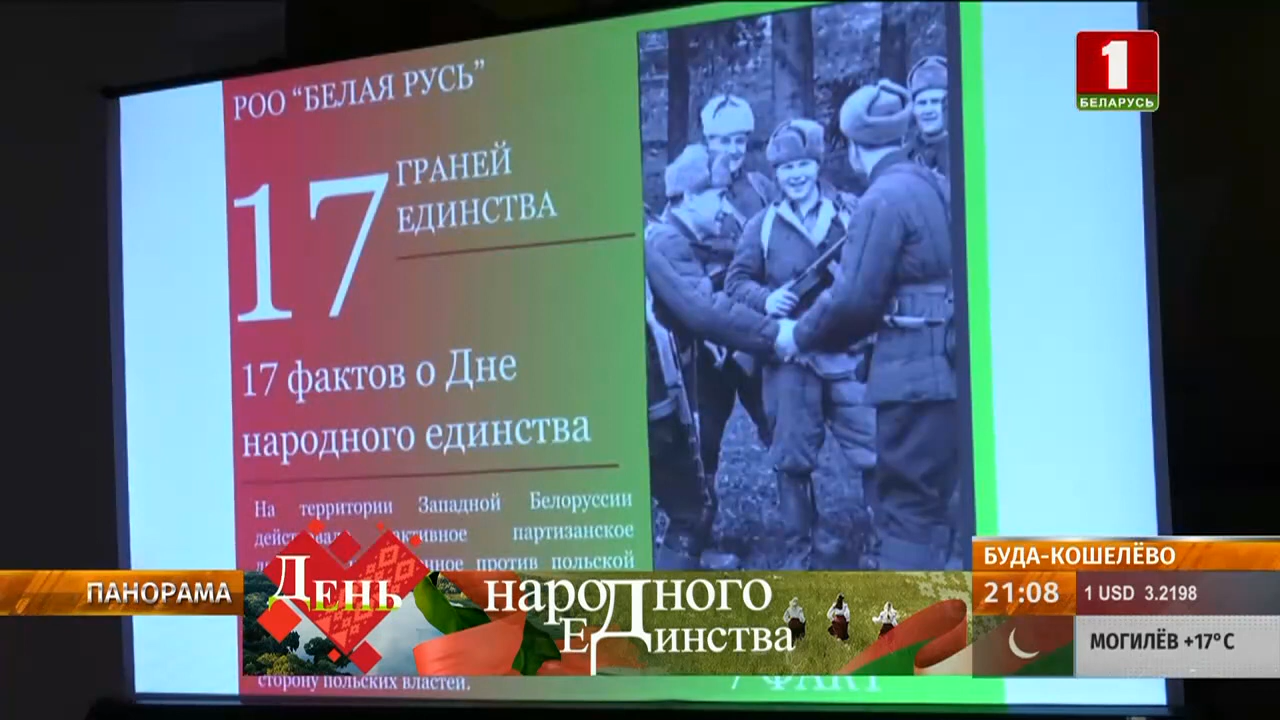 РОО “БЕЛАЯ РУСЬ”
1
БЕЛАРУСЬ
17
ГРАНЕЙ
ЕДИНСТВА
17 фактов о Дне
народного единства
На территории Западной Белоруссии
партизанское
против польской
сторону польских властей.
ФАКТ
ПАНОРАМА
День
народного
Единства
БУДА-КОШЕЛЁВО
21:08
1 USD 3.2198
МОГИЛЁВ +17°C